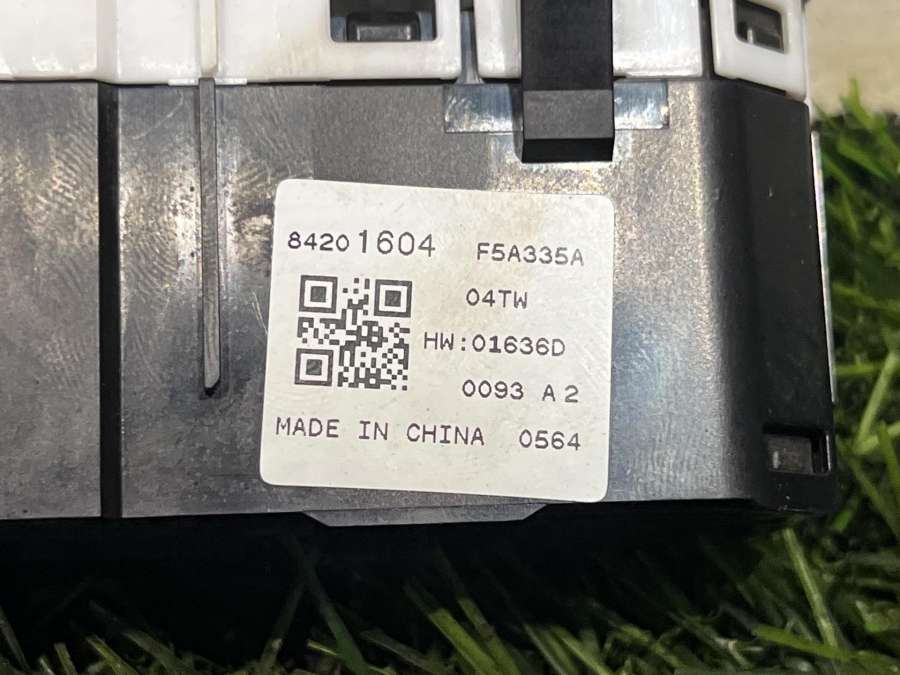 84201604 F5A335A
04TW
HW:01636D
0093 A2
MADE IN CHINA 0564